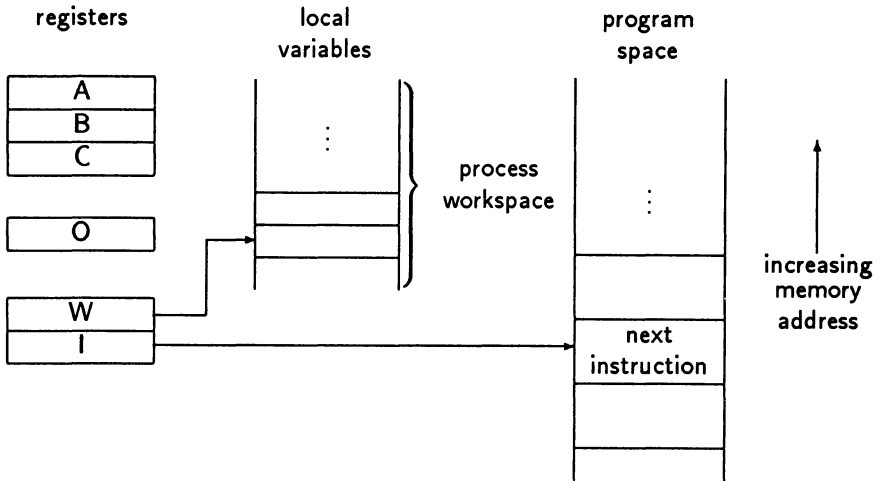 registers
local
variables
program
space
A
B
C
⋮
process
workspace
⋮
O
increasing
memory
address
W
I
next
instruction